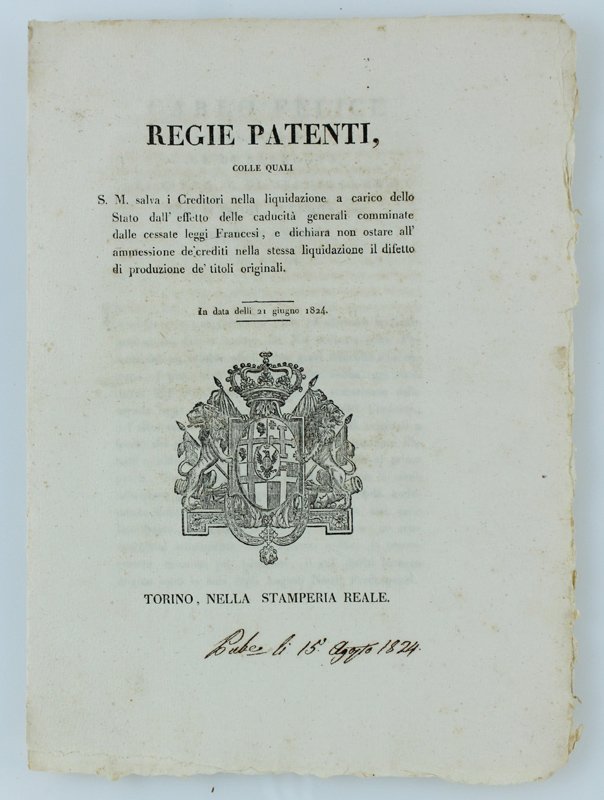 REGIE PATENTI,
COLLE QUALI
S. M. salva i Creditori nella liquidazione a carico dello
Stato dall' effetto delle caducità generali comminate
dalle cessate leggi Francesi, e dichiara non ostare all'
ammessione de' crediti nella stessa liquidazione il difetto
di produzione de' titoli originali.
In data delli 21 giugno 1824.
TORINO, NELLA STAMPERIA REALE.
li 15 Agosto 1824.